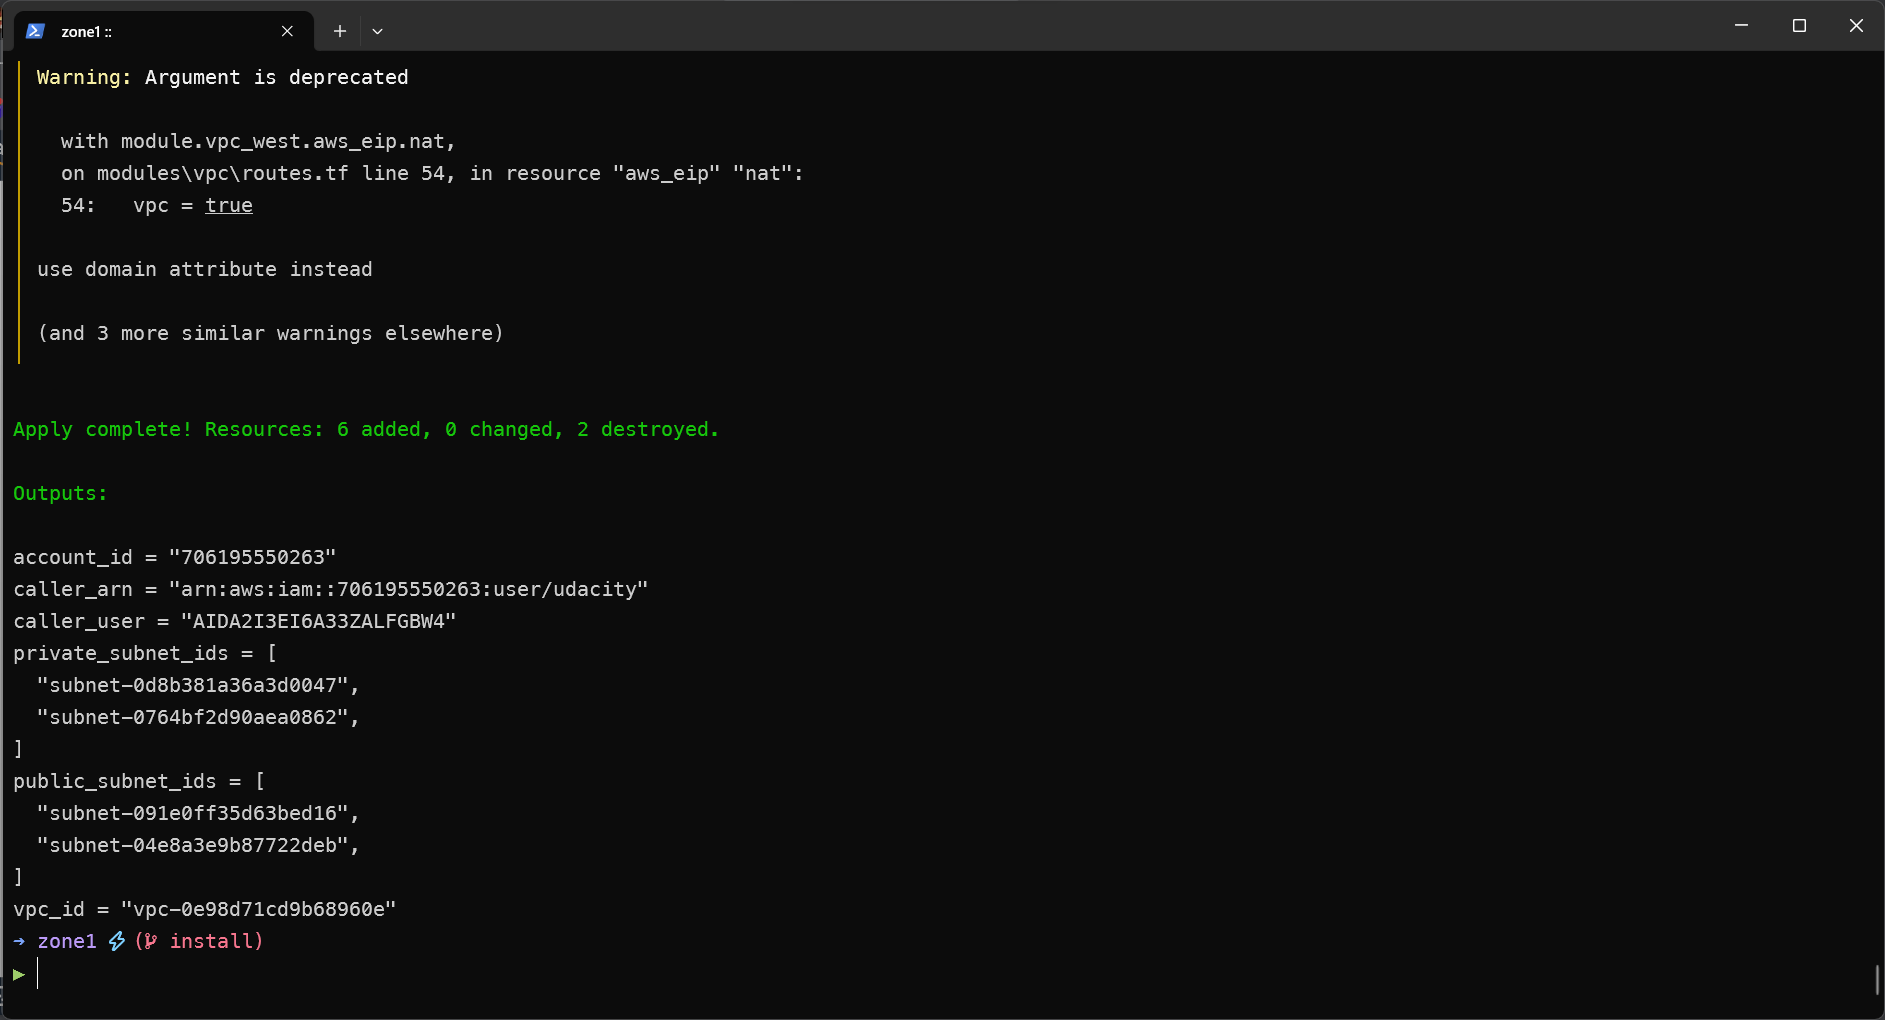 zone1 ::
Warning: Argument is deprecated
with module.vpc_west.aws_eip.nat,
on modules\vpc\routes.tf line 54, in resource "aws_eip" "nat":
54:   vpc = true
use domain attribute instead
(and 3 more similar warnings elsewhere)
Apply complete! Resources: 6 added, 0 changed, 2 destroyed.
Outputs:
account_id = "706195550263"
caller_arn = "arn:aws:iam::706195550263:user/udacity"
caller_user = "AIDA2I3EI6A33ZALFGBW4"
private_subnet_ids = [
"subnet-0d8b381a36a3d0047",
"subnet-0764bf2d90aea0862",
]
public_subnet_ids = [
"subnet-091e0ff35d63bed16",
"subnet-04e8a3e9b87722deb",
]
vpc_id = "vpc-0e98d71cd9b68960e"
→ zone1 ⚡ ( install)